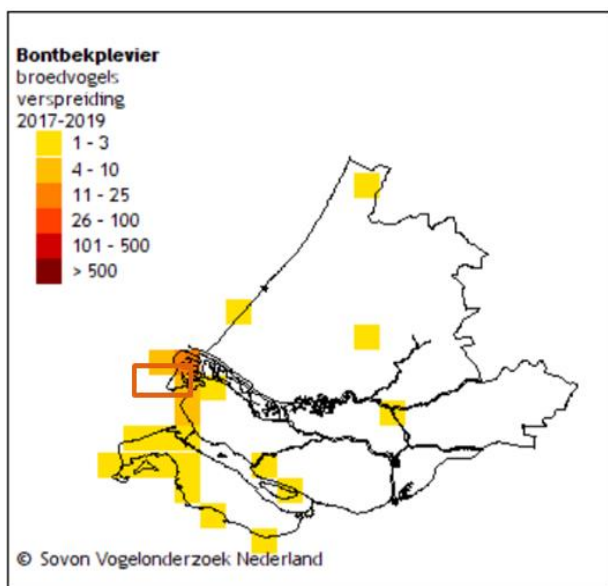 Bontbekplevier
broedvogels
verspreiding
2017-2019
1 - 3
4 - 10
11 - 25
26 - 100
101 - 500
> 500
© Sovon Vogelonderzoek Nederland